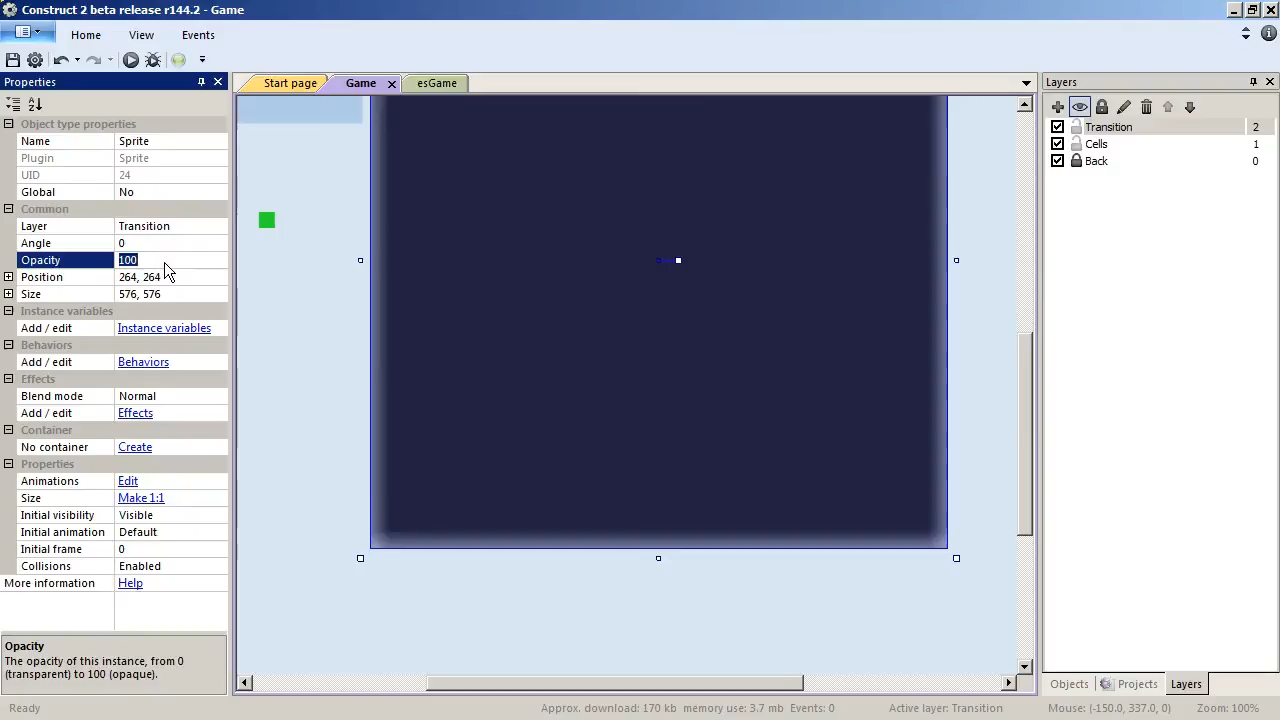 Construct 2 beta release r144.2 - Game
Home View Events
Properties
Start page Game esGame
Layers
Object type properties
Name Sprite
Plugin Sprite
UID 24
Global No
Common
Layer Transition
Angle 0
Opacity 100
Position 264, 264
Size 576, 576
Instance variables
Add / edit Instance variables
Behaviors
Add / edit Behaviors
Effects
Blend mode Normal
Add / edit Effects
Container
No container Create
Properties
Animations Edit
Size Make 1:1
Initial visibility Visible
Initial animation Default
Initial frame 0
Collisions Enabled
More information Help
Opacity
The opacity of this instance, from 0
(transparent) to 100 (opaque).
Transition 2
Cells 1
Back 0
Objects Projects Layers
Ready Approx. download: 170 kb memory use: 3.7 mb Events: 0 Active layer: Transition Mouse: (-150.0, 337.0, 0) Zoom: 100%